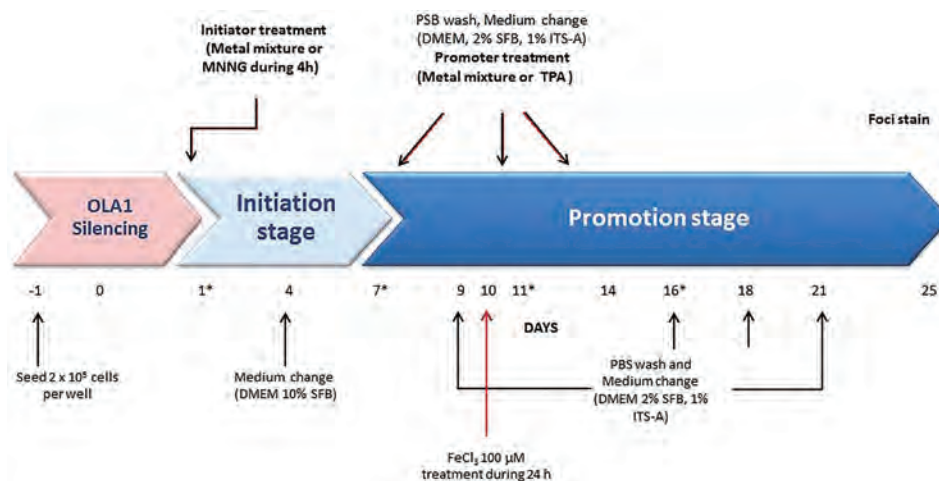 Initiator treatment
(Metal mixture or
MNNG during 4h)
PSB wash, Medium change
(DMEM, 2% SFB, 1% ITS-A)
Promoter treatment
(Metal mixture or TPA)
Foci stain
OLA1
Silencing
Initiation
stage
Promotion stage
-1 0 1* 4 7* 9 10 11* 14 16* 18 21 25
DAYS
Seed 2 x 10⁵ cells
per well
Medium change
(DMEM 10% SFB)
PBS wash and
Medium change
(DMEM 2% SFB, 1%
ITS-A)
FeCl₃ 100 µM
treatment during 24 h